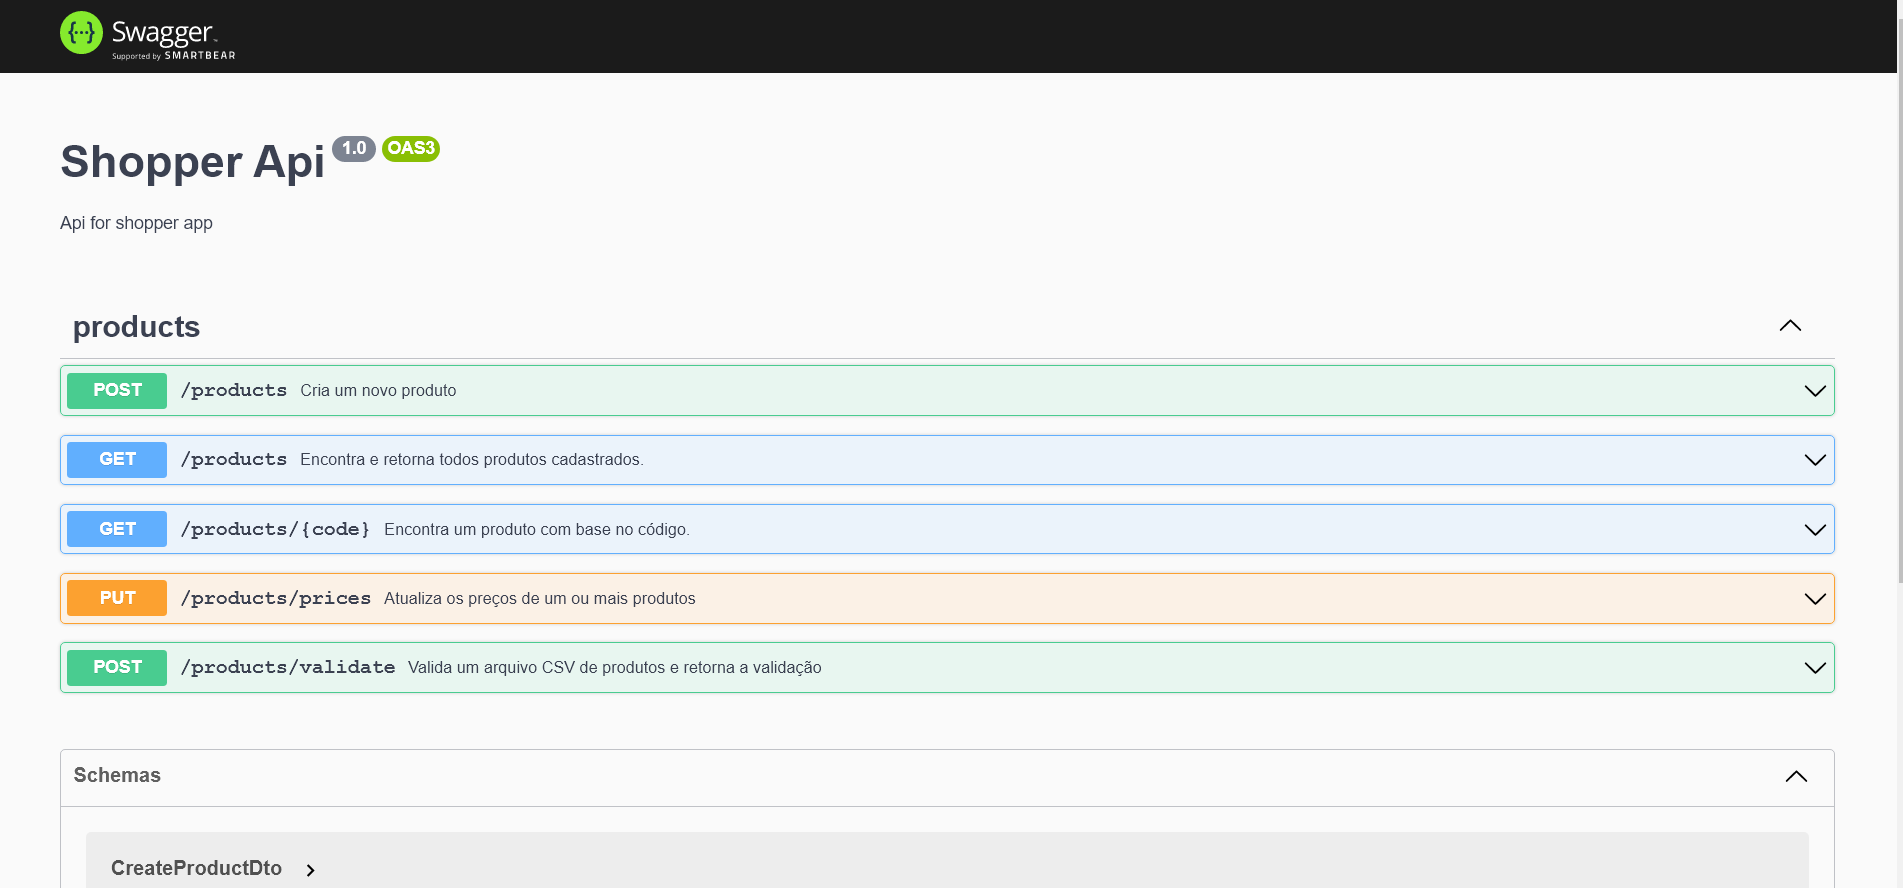 {···} Swagger™
Supported by SMARTBEAR
Shopper Api 1.0 OAS3
Api for shopper app
products
POST /products Cria um novo produto
GET /products Encontra e retorna todos produtos cadastrados.
GET /products/{code} Encontra um produto com base no código.
PUT /products/prices Atualiza os preços de um ou mais produtos
POST /products/validate Valida um arquivo CSV de produtos e retorna a validação
Schemas
CreateProductDto